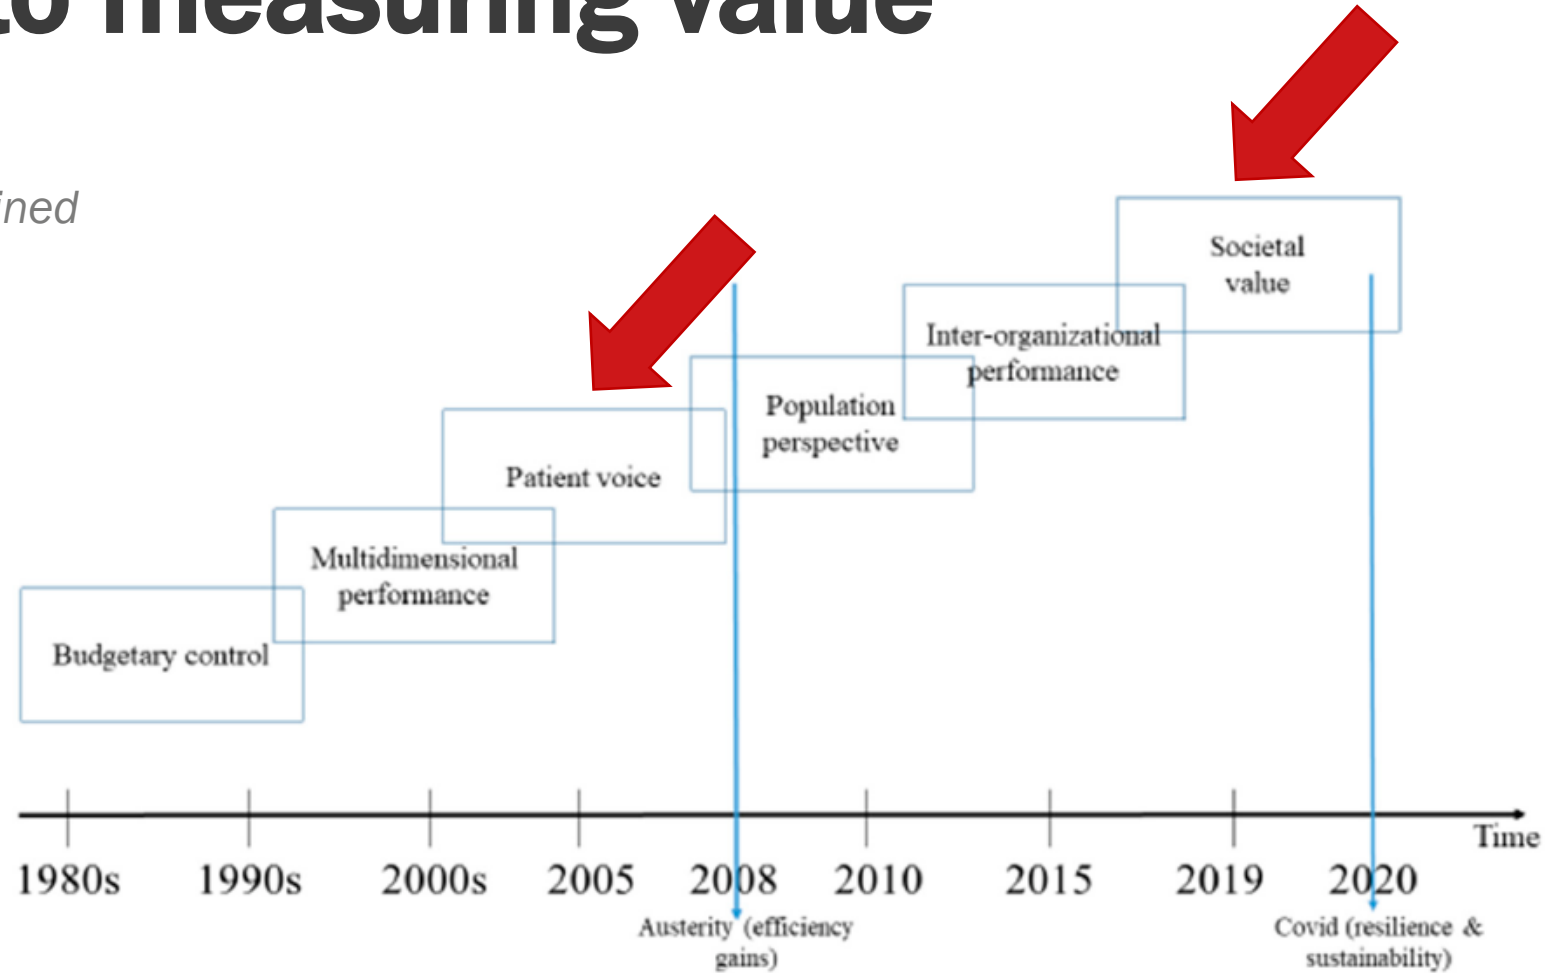 to measuring value
ined
Societal
value
Inter-organizational
performance
Population
perspective
Patient voice
Multidimensional
performance
Budgetary control
Time
1980s 1990s 2000s 2005 2008 2010 2015 2019 2020
Austerity (efficiency
gains)
Covid (resilience &
sustainability)